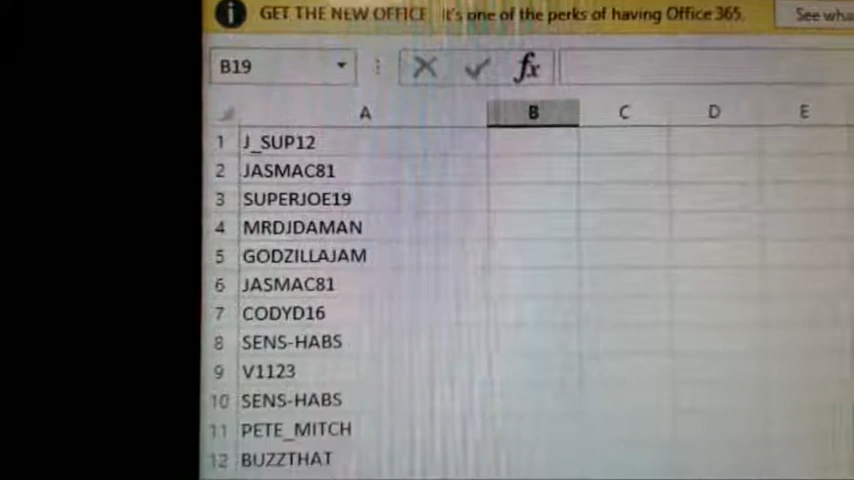 GET THE NEW OFFICE It's one of the perks of having Office 365. See wha
B19 fx
A B C D E
1 J_SUP12
2 JASMAC81
3 SUPERJOE19
4 MRDJDAMAN
5 GODZILLAJAM
6 JASMAC81
7 CODYD16
8 SENS-HABS
9 V1123
10 SENS-HABS
11 PETE_MITCH
12 BUZZTHAT